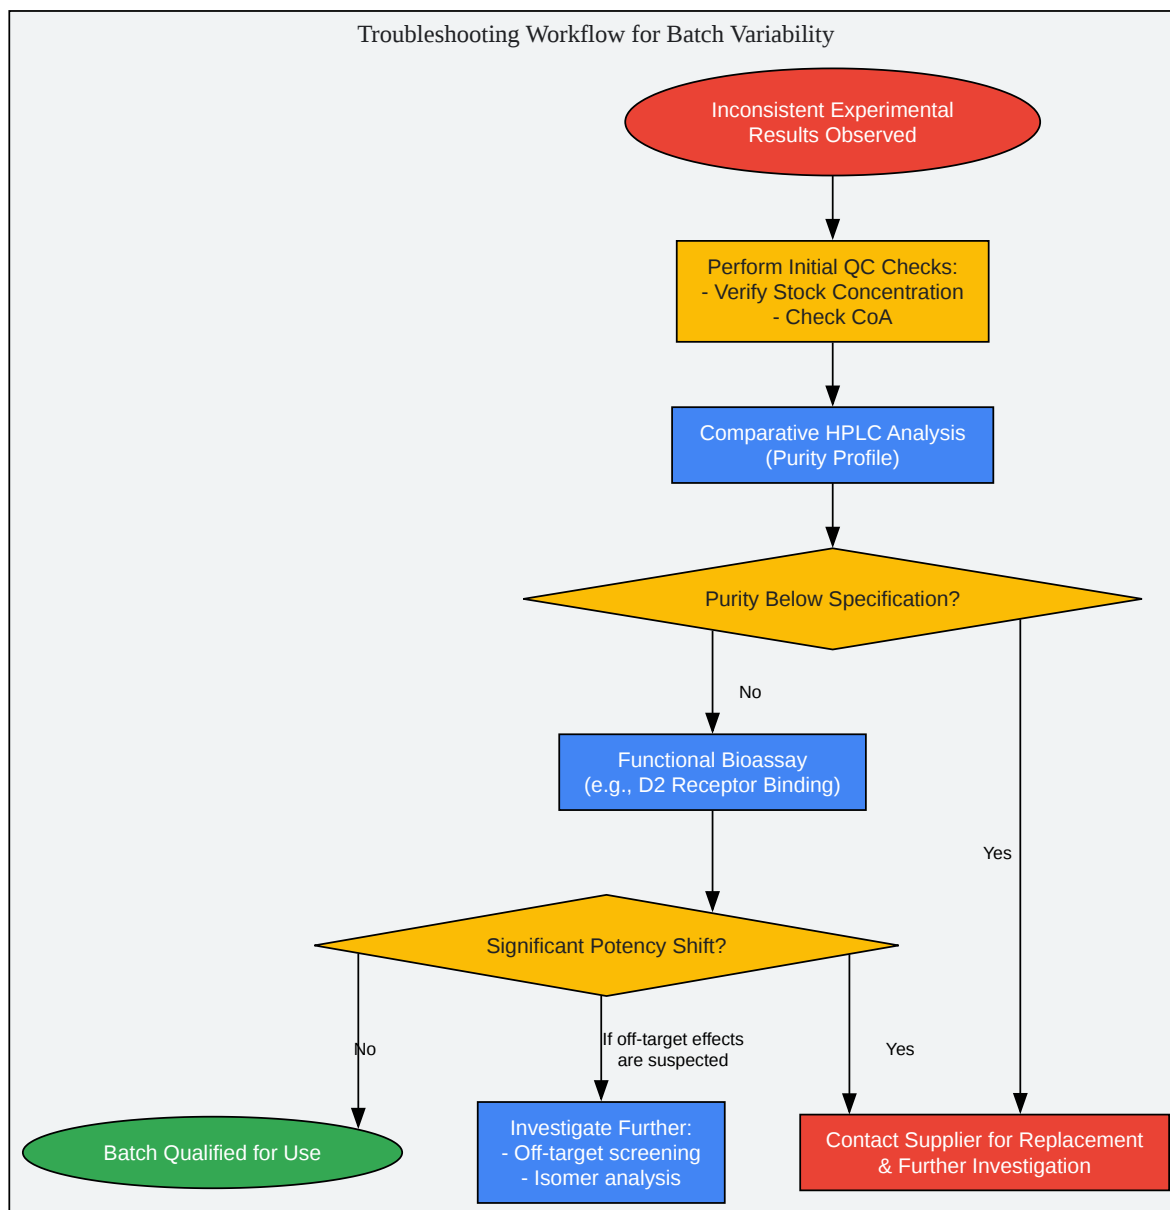 Troubleshooting Workflow for Batch Variability
Inconsistent Experimental
Results Observed
Perform Initial QC Checks:
- Verify Stock Concentration
- Check CoA
Comparative HPLC Analysis
(Purity Profile)
Purity Below Specification?
No
Functional Bioassay
(e.g., D2 Receptor Binding)
Yes
Significant Potency Shift?
No
If off-target effects
are suspected
Yes
Batch Qualified for Use
Investigate Further:
- Off-target screening
- Isomer analysis
Contact Supplier for Replacement
& Further Investigation